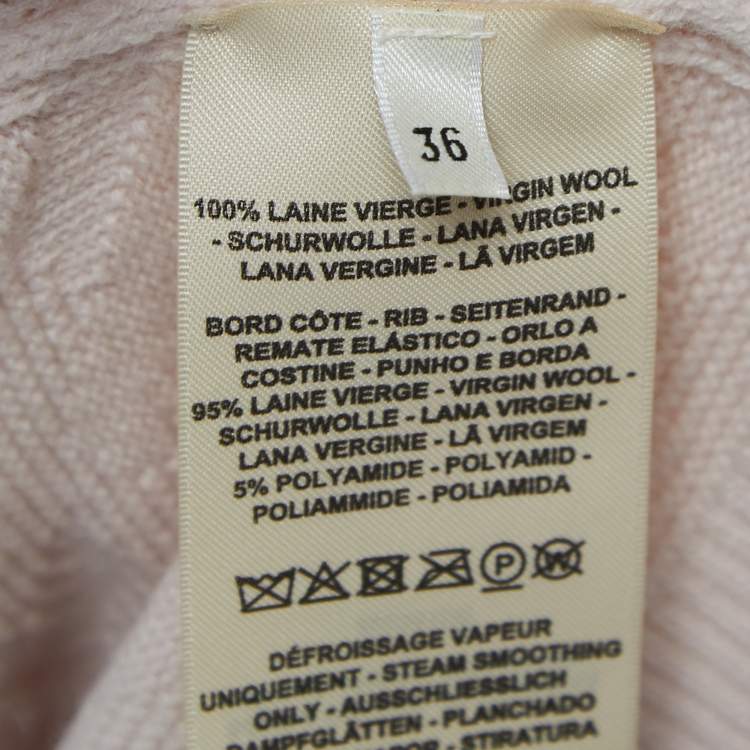 36
100% LAINE VIERGE - VIRGIN WOOL
- SCHURWOLLE - LANA VIRGEN -
LANA VERGINE - LÃ VIRGEM
BORD CÔTE - RIB - SEITENRAND -
REMATE ELÁSTICO - ORLO A
COSTINE - PUNHO E BORDA
95% LAINE VIERGE - VIRGIN WOOL -
SCHURWOLLE - LANA VIRGEN -
LANA VERGINE - LÃ VIRGEM
5% POLYAMIDE - POLYAMID -
POLIAMMIDE - POLIAMIDA
P W
DÉFROISSAGE VAPEUR
UNIQUEMENT - STEAM SMOOTHING
ONLY - AUSSCHLIESSLICH
DAMPFGLÄTTEN - PLANCHADO
VAPOR - STIRATURA